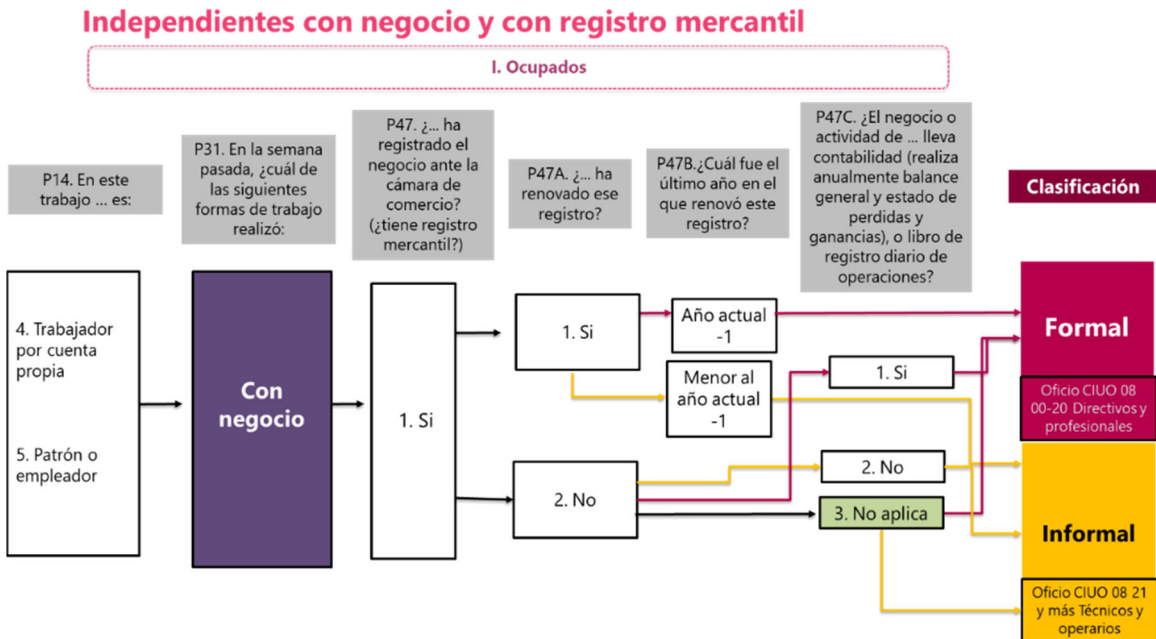 Independientes con negocio y con registro mercantil
I. Ocupados
P14. En este
trabajo ... es:
P31. En la semana
pasada, ¿cuál de
las siguientes
formas de trabajo
realizó:
P47. ¿... ha
registrado el
negocio ante la
cámara de
comercio?
(¿tiene registro
mercantil?)
P47A. ¿... ha
renovado ese
registro?
P47B.¿Cuál fue el
último año en el
que renovó este
registro?
P47C. ¿El negocio o
actividad de ... lleva
contabilidad (realiza
anualmente balance
general y estado de
perdidas y
ganancias), o libro de
registro diario de
operaciones?
Clasificación
4. Trabajador
por cuenta
propia
5. Patrón o
empleador
Con
negocio
1. Si
1. Si
2. No
Año actual
-1
Menor al
año actual
-1
1. Si
2. No
3. No aplica
Formal
Oficio CIUO 08
00-20 Directivos y
profesionales
Informal
Oficio CIUO 08 21
y más Técnicos y
operarios